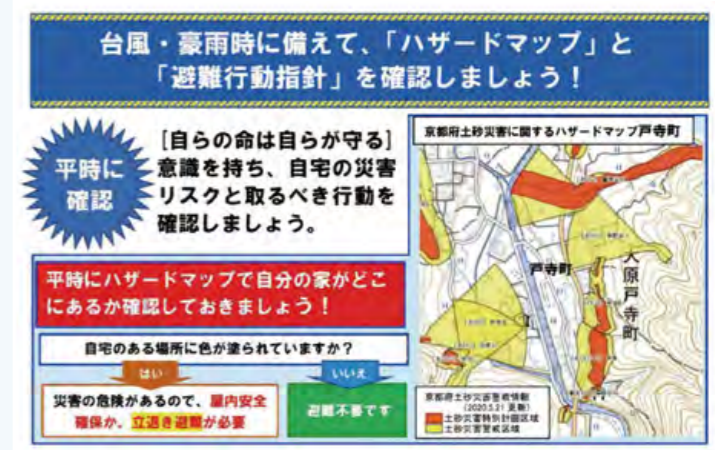 台風・豪雨時に備えて、「ハザードマップ」と
「避難行動指針」を確認しましょう！
平時に
確認
[自らの命は自らが守る]
意識を持ち、自宅の災害
リスクと取るべき行動を
確認しましょう。
平時にハザードマップで自分の家がどこ
にあるか確認しておきましょう！
自宅のある場所に色が塗られていますか？
はい
いいえ
災害の危険があるので、屋内安全
確保か、立退き避難が必要
避難不要です
京都府土砂災害に関するハザードマップ戸寺町
戸寺町
大原戸寺町
京都府土砂災害警戒情報
(2020.5.21 更新)
土砂災害特別計画区域
土砂災害警戒区域